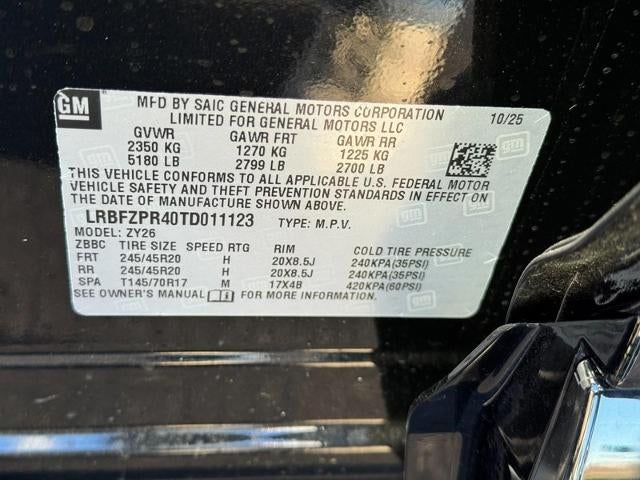 GM
MFD BY SAIC GENERAL MOTORS CORPORATION 10/25
LIMITED FOR GENERAL MOTORS LLC
GVWR GAWR FRT GAWR RR
2350 KG 1270 KG 1225 KG
5180 LB 2799 LB 2700 LB
THIS VEHICLE CONFORMS TO ALL APPLICABLE U.S. FEDERAL MOTOR
VEHICLE SAFETY AND THEFT PREVENTION STANDARDS IN EFFECT ON
THE DATE OF MANUFACTURE SHOWN ABOVE.
LRBFZPR40TD011123 TYPE: M.P.V.
MODEL: ZY26
ZBBC TIRE SIZE SPEED RTG RIM COLD TIRE PRESSURE
FRT 245/45R20 H 20X8.5J 240KPA(35PSI)
RR 245/45R20 H 20X8.5J 240KPA(35PSI)
SPA T145/70R17 M 17X4B 420KPA(60PSI)
SEE OWNER'S MANUAL FOR MORE INFORMATION.